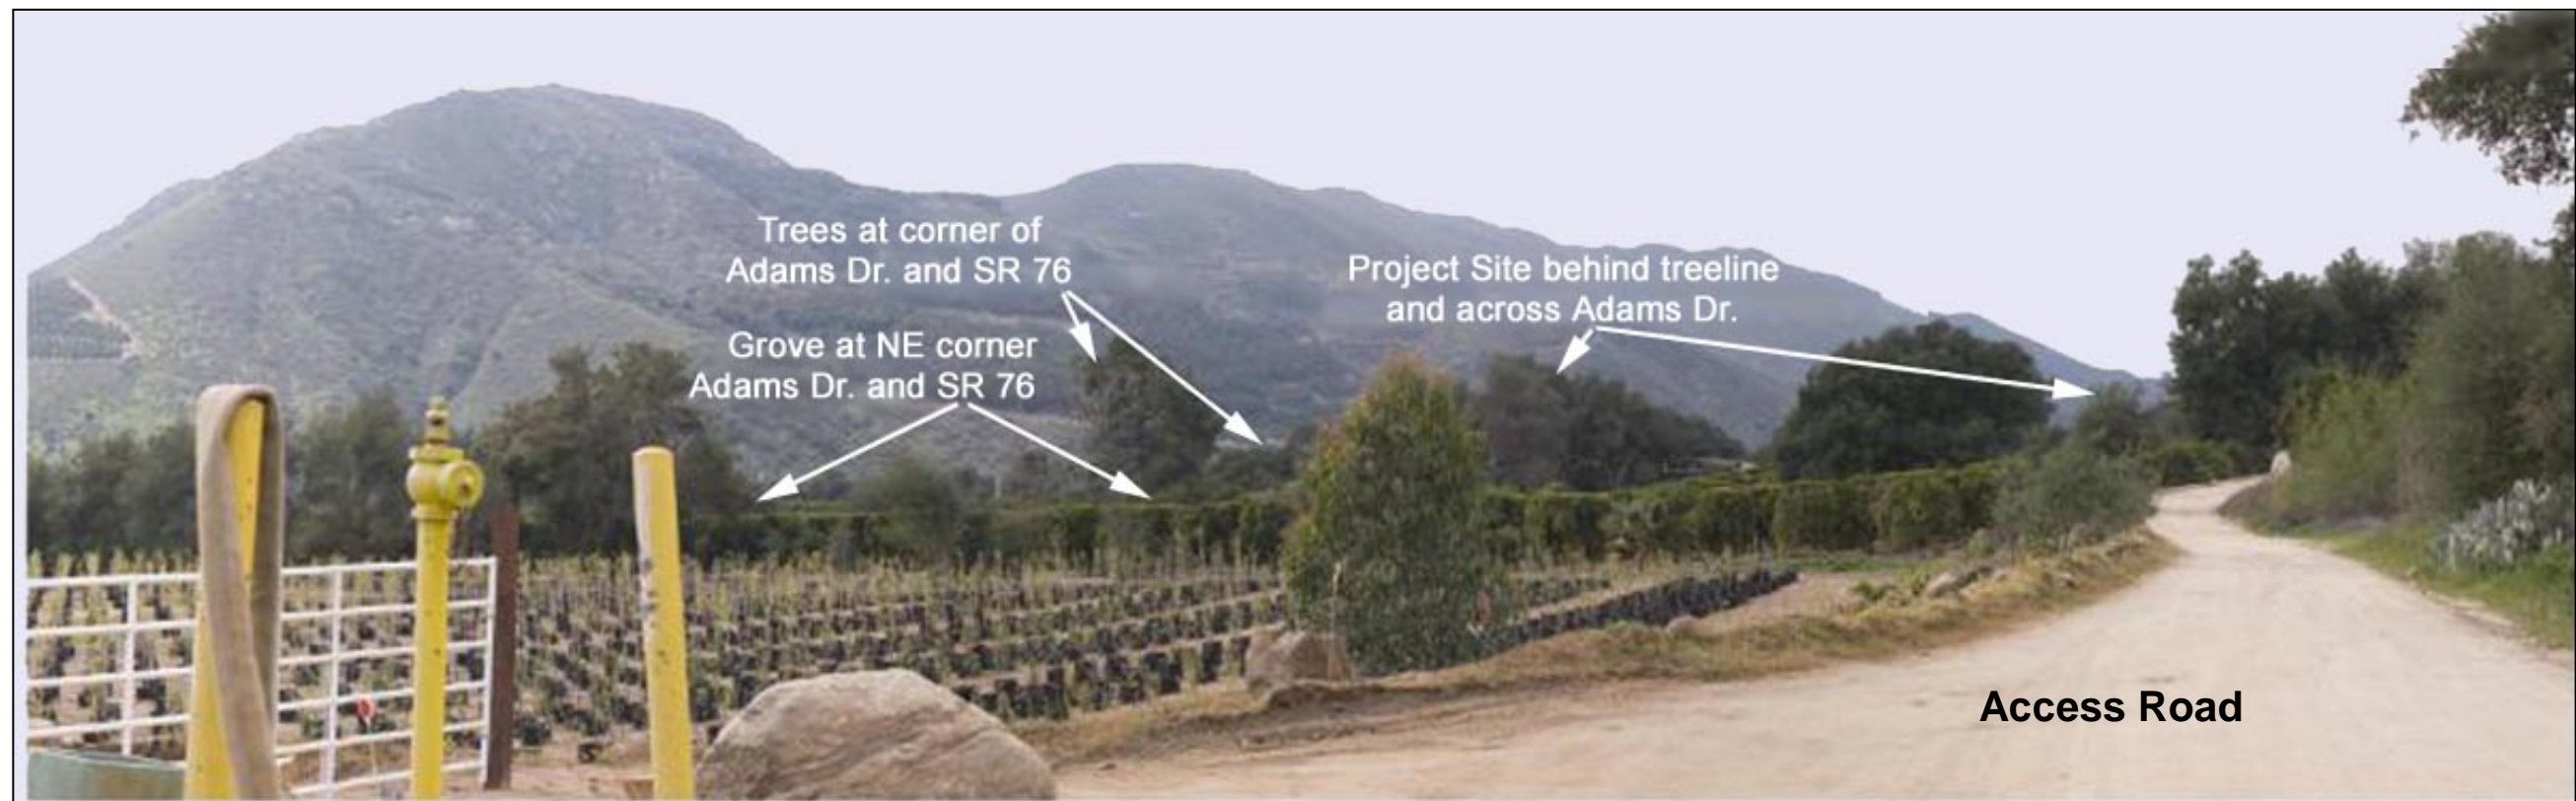 Trees at corner of
Adams Dr. and SR 76
Grove at NE corner
Adams Dr. and SR 76
Project Site behind treeline
and across Adams Dr.
Access Road